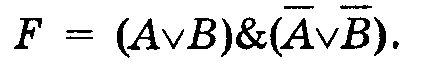 F = (A∨B)&(A̅∨B̅).